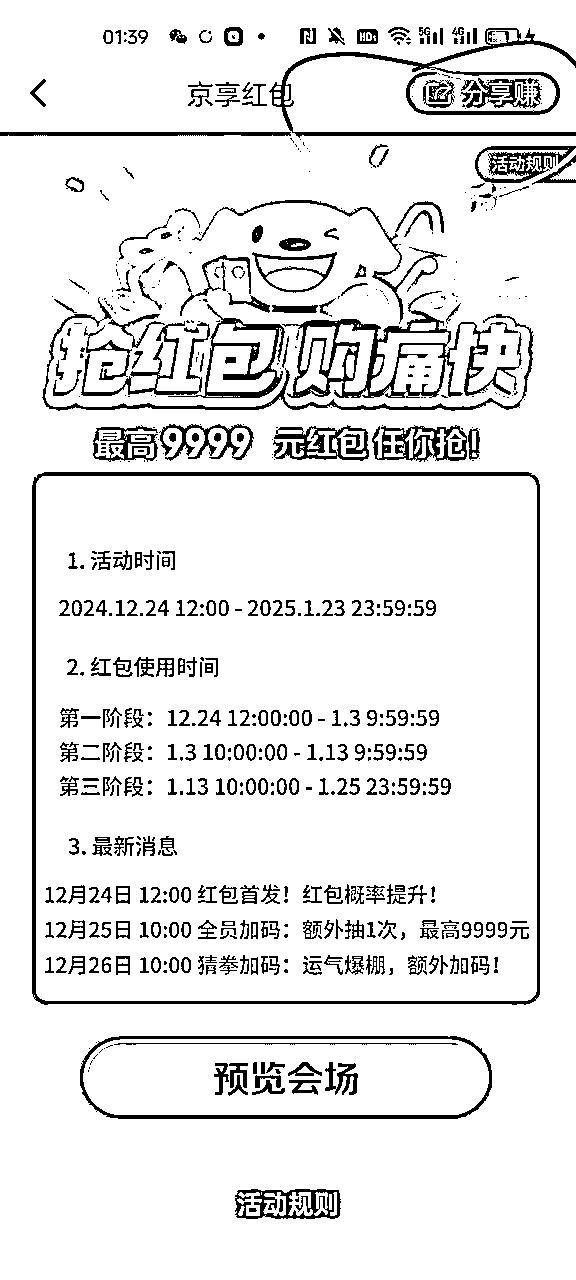 01:39
京享红包
分享赚
活动规则
抢红包 购痛快
最高9999 元红包 任你抢!
1. 活动时间
2024.12.24 12:00 - 2025.1.23 23:59:59
2. 红包使用时间
第一阶段：12.24 12:00:00 - 1.3 9:59:59
第二阶段：1.3 10:00:00 - 1.13 9:59:59
第三阶段：1.13 10:00:00 - 1.25 23:59:59
3. 最新消息
12月24日 12:00 红包首发！红包概率提升！
12月25日 10:00 全员加码：额外抽1次，最高9999元
12月26日 10:00 猜拳加码：运气爆棚，额外加码！
预览会场
活动规则